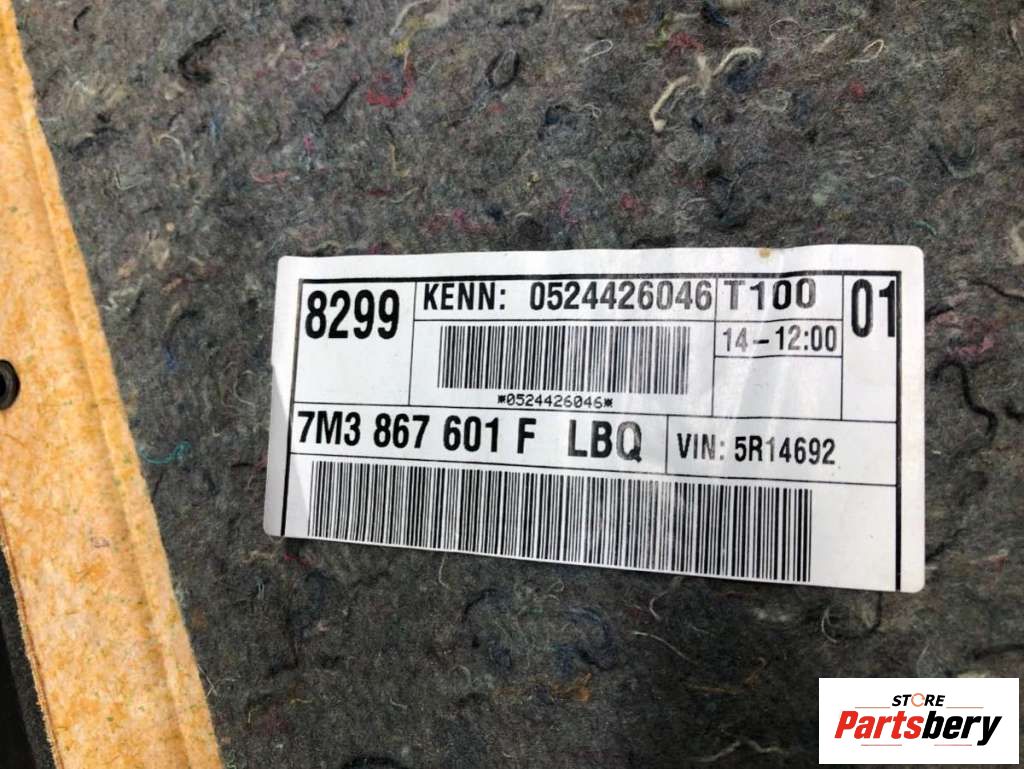 8299
KENN: 0524426046
T100
01
14-12:00
*0524426046*
7M3 867 601 F LBQ
VIN: 5R14692
STORE
Partsbery